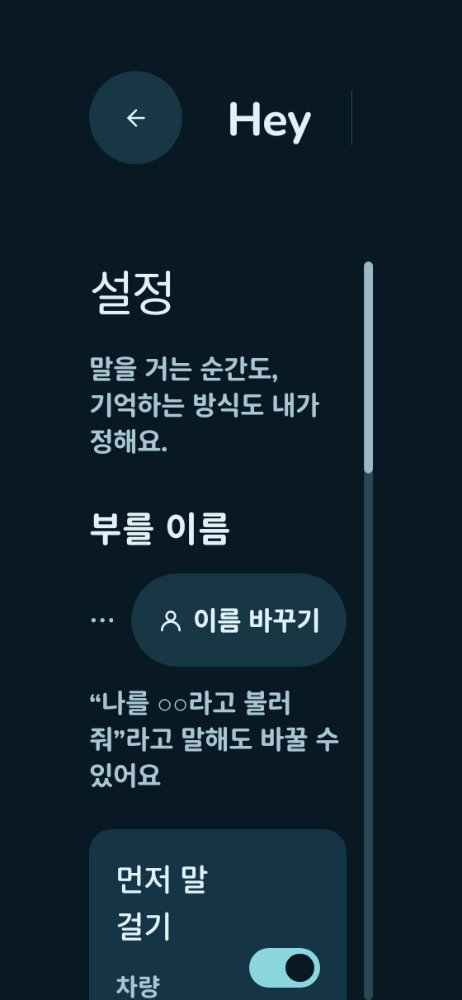 Hey
설정
말을 거는 순간도,
기억하는 방식도 내가
정해요.
부를 이름
… 이름 바꾸기
“나를 ○○라고 불러
줘”라고 말해도 바꿀 수
있어요
먼저 말
걸기
차량